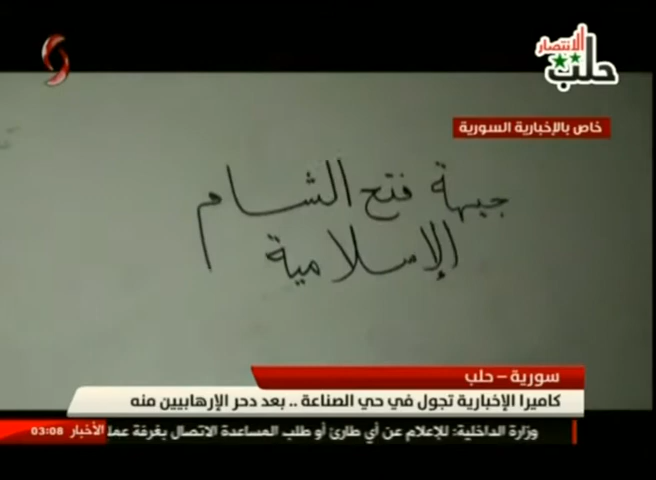 حلب
الانتصار
خاص بالإخبارية السورية
جبهة فتح الشام
الإسلامية
سورية – حلب
كاميرا الإخبارية تجول في حي الصناعة .. بعد دحر الإرهابيين منه
وزارة الداخلية: للإعلام عن أي طارئ أو طلب المساعدة الاتصال بغرفة عملا
الأخبار 03:08